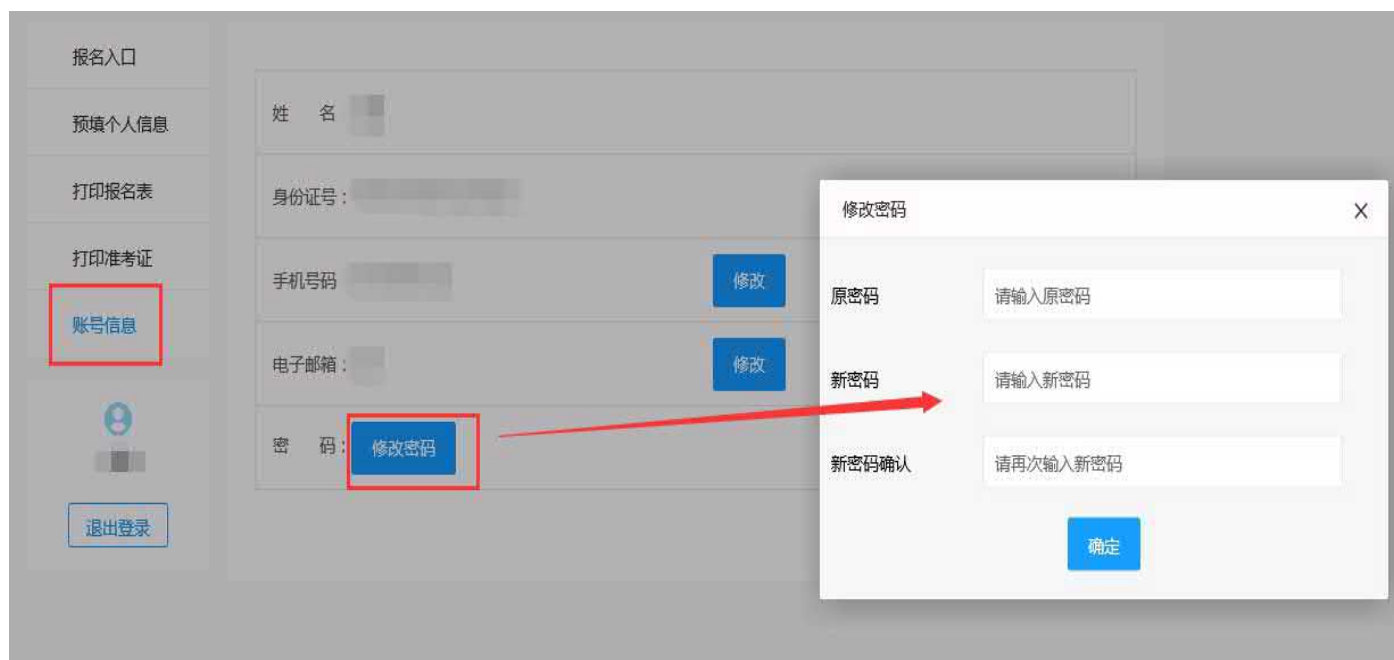 报名入口
预填个人信息
打印报名表
打印准考证
账号信息
退出登录
姓 名
身份证号：
手机号码
修改
电子邮箱：
修改
密 码：
修改密码
修改密码
X
原密码
请输入原密码
新密码
请输入新密码
新密码确认
请再次输入新密码
确定